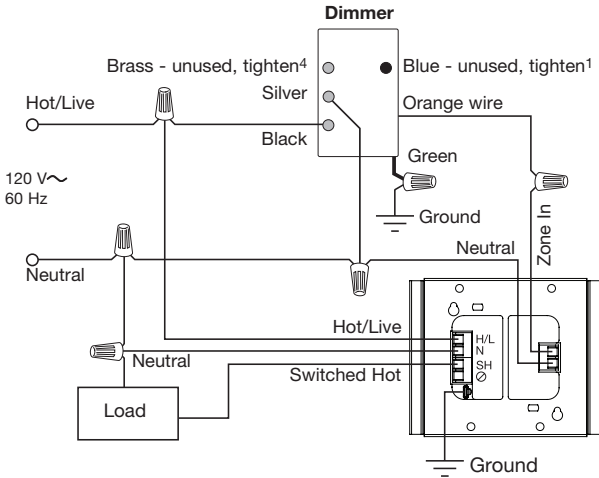 Dimmer
Brass - unused, tighten⁴
Blue - unused, tighten¹
Silver
Hot/Live
Orange wire
Black
Green
120 V~
60 Hz
Ground
Zone In
Neutral
Neutral
Hot/Live
H/L
N
Neutral
SH
Switched Hot
Load
Ground